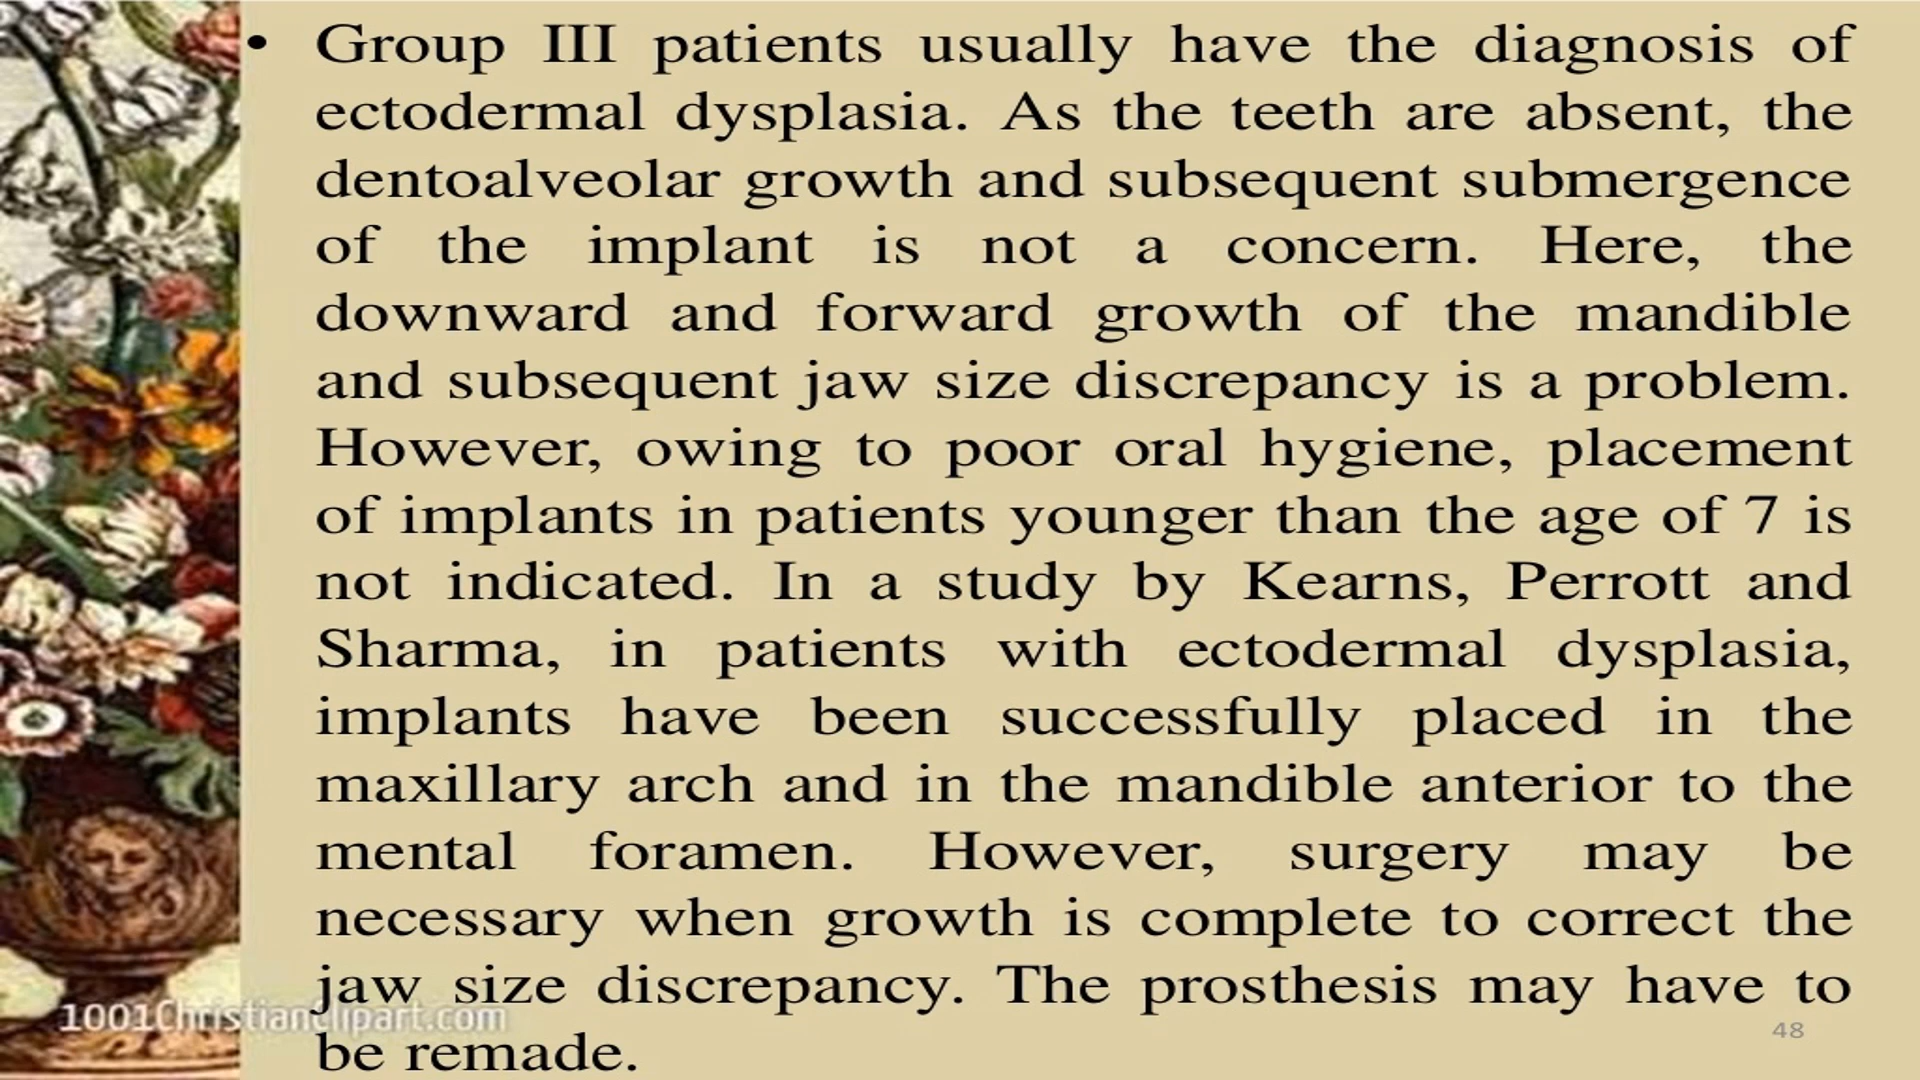 • Group III patients usually have the diagnosis of
ectodermal dysplasia. As the teeth are absent, the
dentoalveolar growth and subsequent submergence
of the implant is not a concern. Here, the
downward and forward growth of the mandible
and subsequent jaw size discrepancy is a problem.
However, owing to poor oral hygiene, placement
of implants in patients younger than the age of 7 is
not indicated. In a study by Kearns, Perrott and
Sharma, in patients with ectodermal dysplasia,
implants have been successfully placed in the
maxillary arch and in the mandible anterior to the
mental foramen. However, surgery may be
necessary when growth is complete to correct the
jaw size discrepancy. The prosthesis may have to
be remade.
1001Christianclipart.com
48